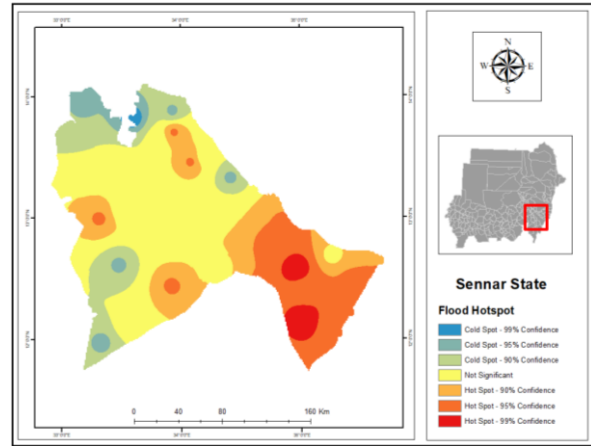 N
W
E
S
Sennar State
Flood Hotspot
Cold Spot - 99% Confidence
Cold Spot - 95% Confidence
Cold Spot - 90% Confidence
Not Significant
Hot Spot - 90% Confidence
Hot Spot - 95% Confidence
Hot Spot - 99% Confidence
0 40 80 120 160 Km